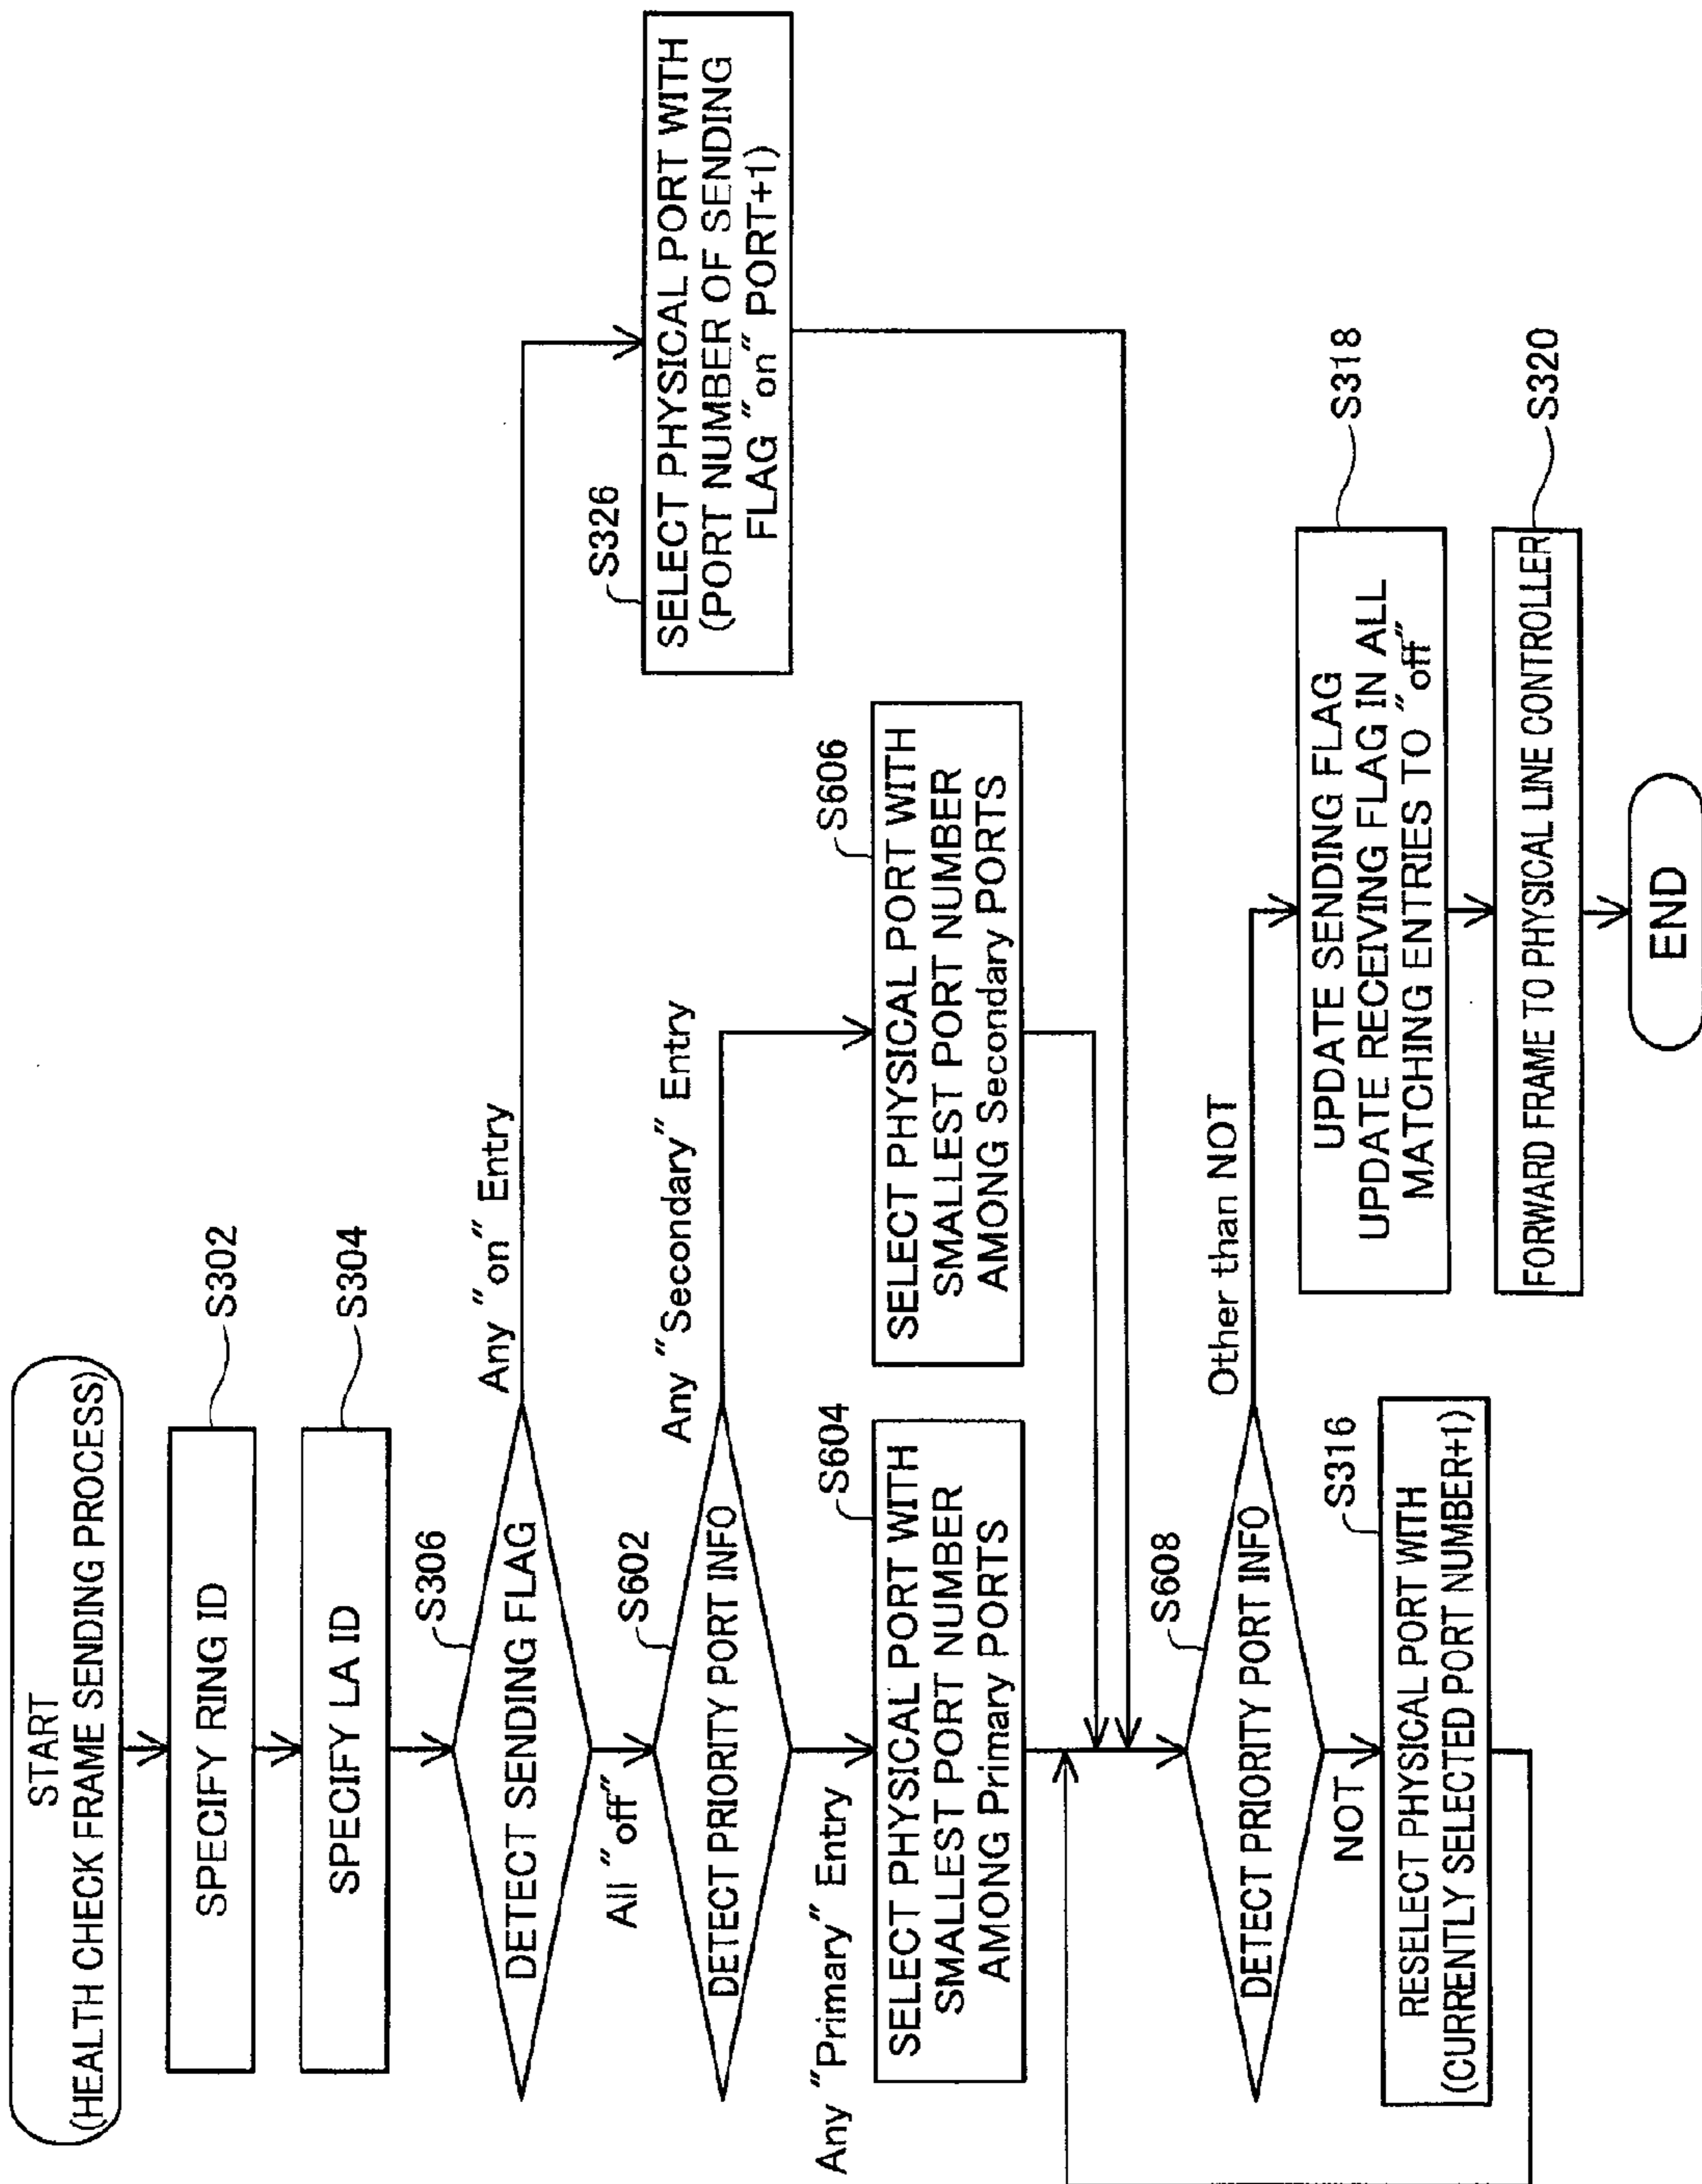 START
(HEALTH CHECK FRAME SENDING PROCESS)
SPECIFY RING ID
S302
SPECIFY LA ID
S304
DETECT SENDING FLAG
S306
Any "on" Entry
All "off"
SELECT PHYSICAL PORT WITH
(PORT NUMBER OF SENDING
FLAG "on" PORT+1)
S326
DETECT PRIORITY PORT INFO
S602
Any "Secondary" Entry
Any "Primary" Entry
SELECT PHYSICAL PORT WITH
SMALLEST PORT NUMBER
AMONG Primary PORTS
S604
SELECT PHYSICAL PORT WITH
SMALLEST PORT NUMBER
AMONG Secondary PORTS
S606
DETECT PRIORITY PORT INFO
S608
Other than NOT
NOT
RESELECT PHYSICAL PORT WITH
(CURRENTLY SELECTED PORT NUMBER+1)
S316
UPDATE SENDING FLAG
UPDATE RECEIVING FLAG IN ALL
MATCHING ENTRIES TO "off"
S318
FORWARD FRAME TO PHYSICAL LINE CONTROLLER
S320
END